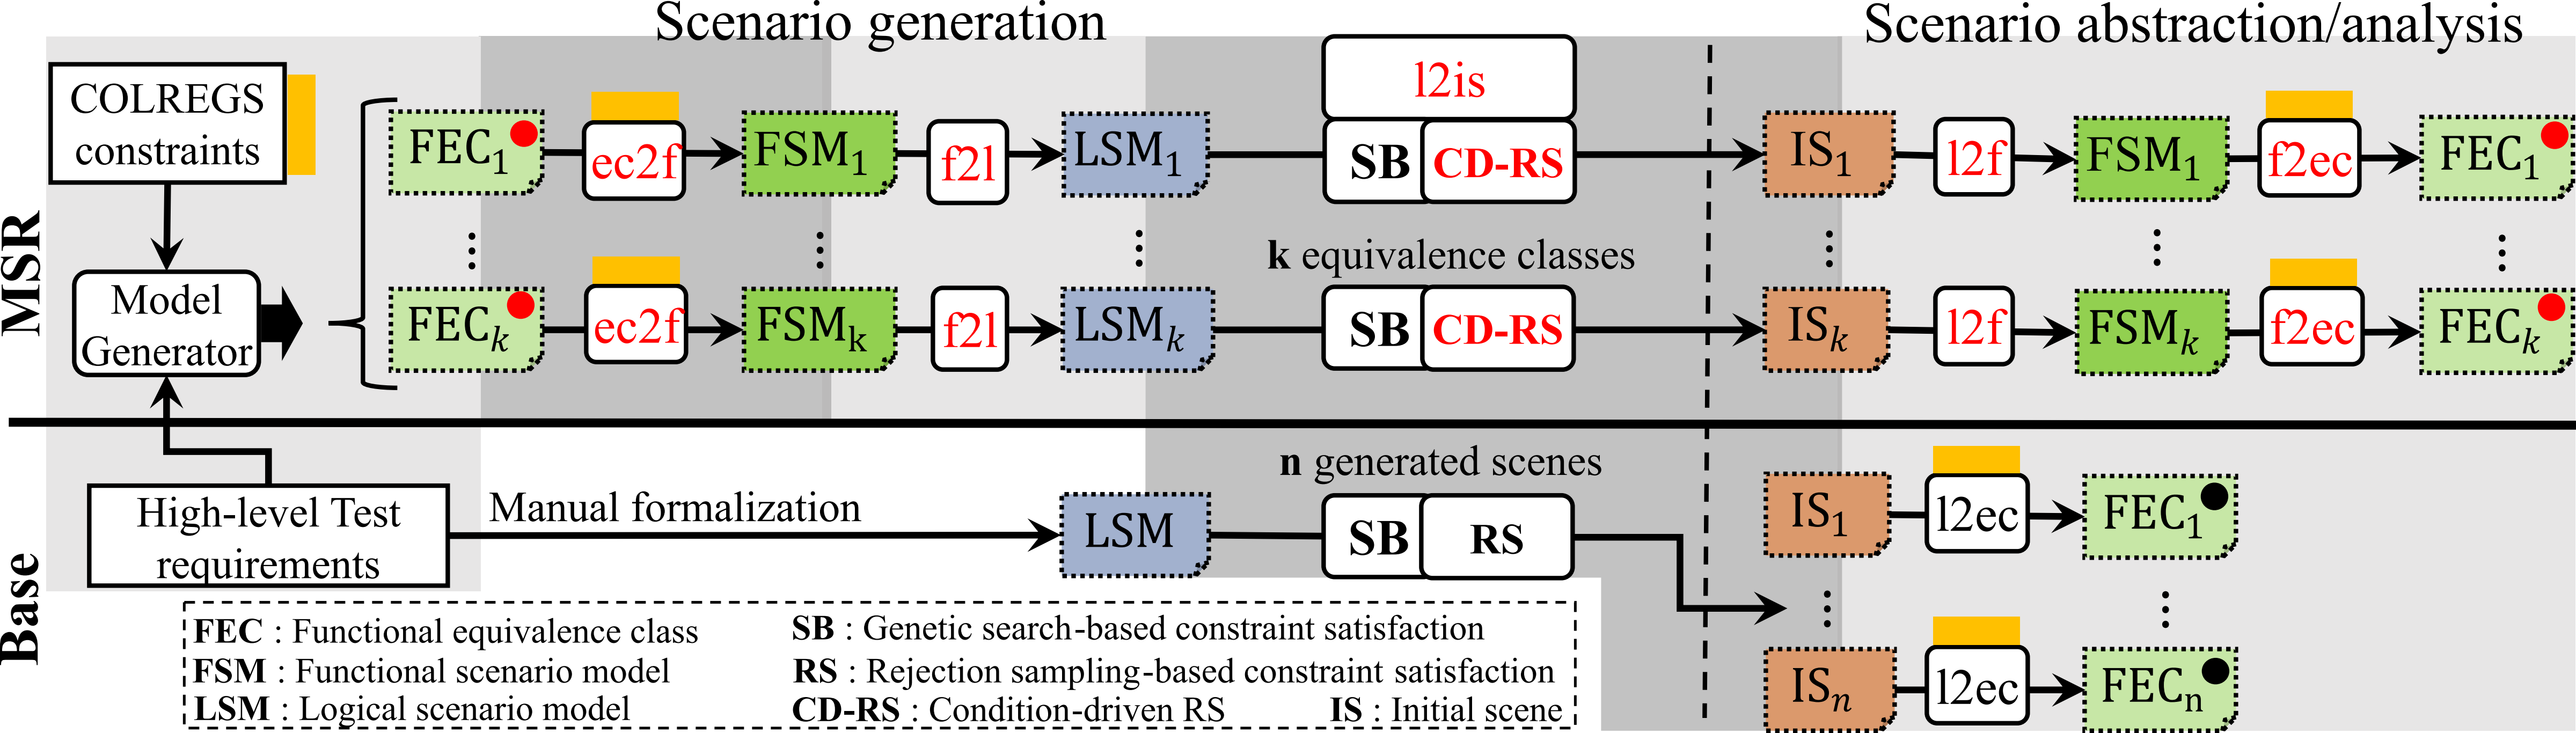 Scenario generation
Scenario abstraction/analysis
MSR
COLREGS
constraints
Model
Generator
FEC₁
ec2f
FSM₁
f2l
LSM₁
l2is
SB
CD-RS
IS₁
l2f
FSM₁
f2ec
FEC₁
⋮
⋮
⋮
k equivalence classes
⋮
⋮
⋮
FECₖ
ec2f
FSMₖ
f2l
LSMₖ
SB
CD-RS
ISₖ
l2f
FSMₖ
f2ec
FECₖ
Base
High-level Test
requirements
Manual formalization
LSM
n generated scenes
SB
RS
IS₁
l2ec
FEC₁
⋮
⋮
ISₙ
l2ec
FECₙ
FEC : Functional equivalence class
FSM : Functional scenario model
LSM : Logical scenario model
SB : Genetic search-based constraint satisfaction
RS : Rejection sampling-based constraint satisfaction
CD-RS : Condition-driven RS
IS : Initial scene